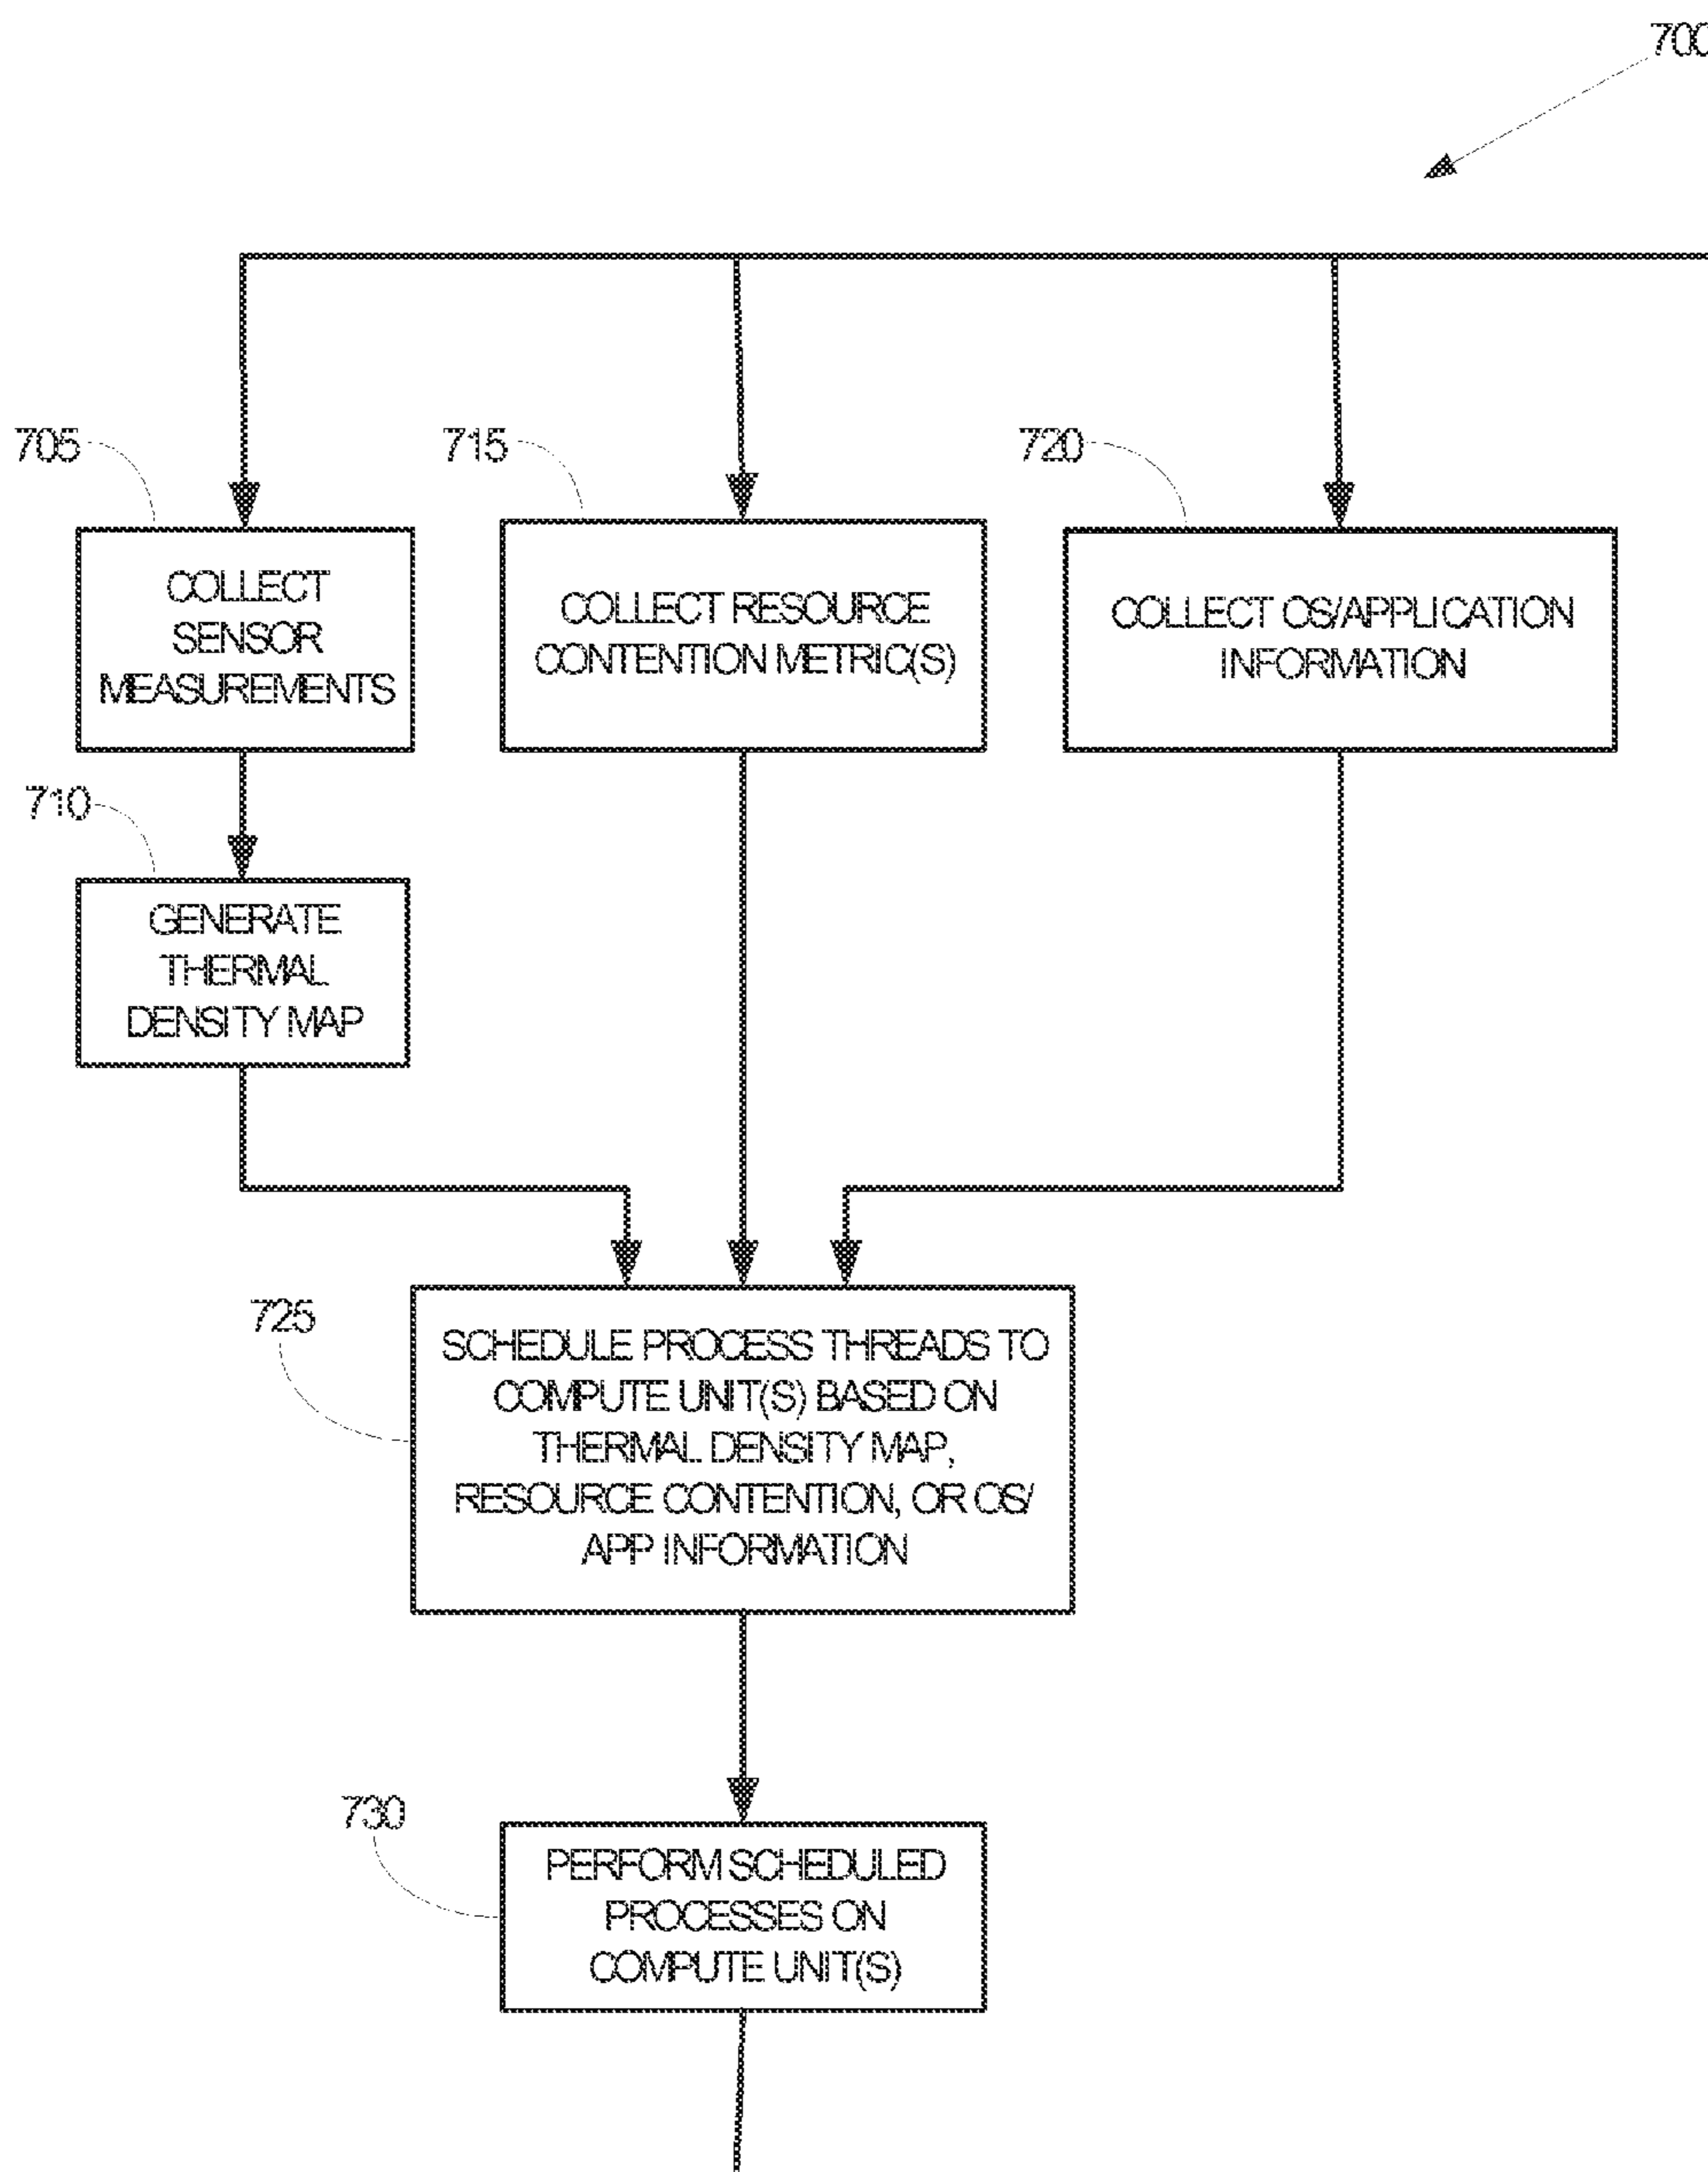 700
705
715
720
COLLECT
SENSOR
MEASUREMENTS
COLLECT RESOURCE
CONTENTION METRIC(S)
COLLECT OS/APPLICATION
INFORMATION
710
GENERATE
THERMAL
DENSITY MAP
725
SCHEDULE PROCESS THREADS TO
COMPUTE UNIT(S) BASED ON
THERMAL DENSITY MAP,
RESOURCE CONTENTION, OR OS/
APP INFORMATION
730
PERFORM SCHEDULED
PROCESSES ON
COMPUTE UNIT(S)